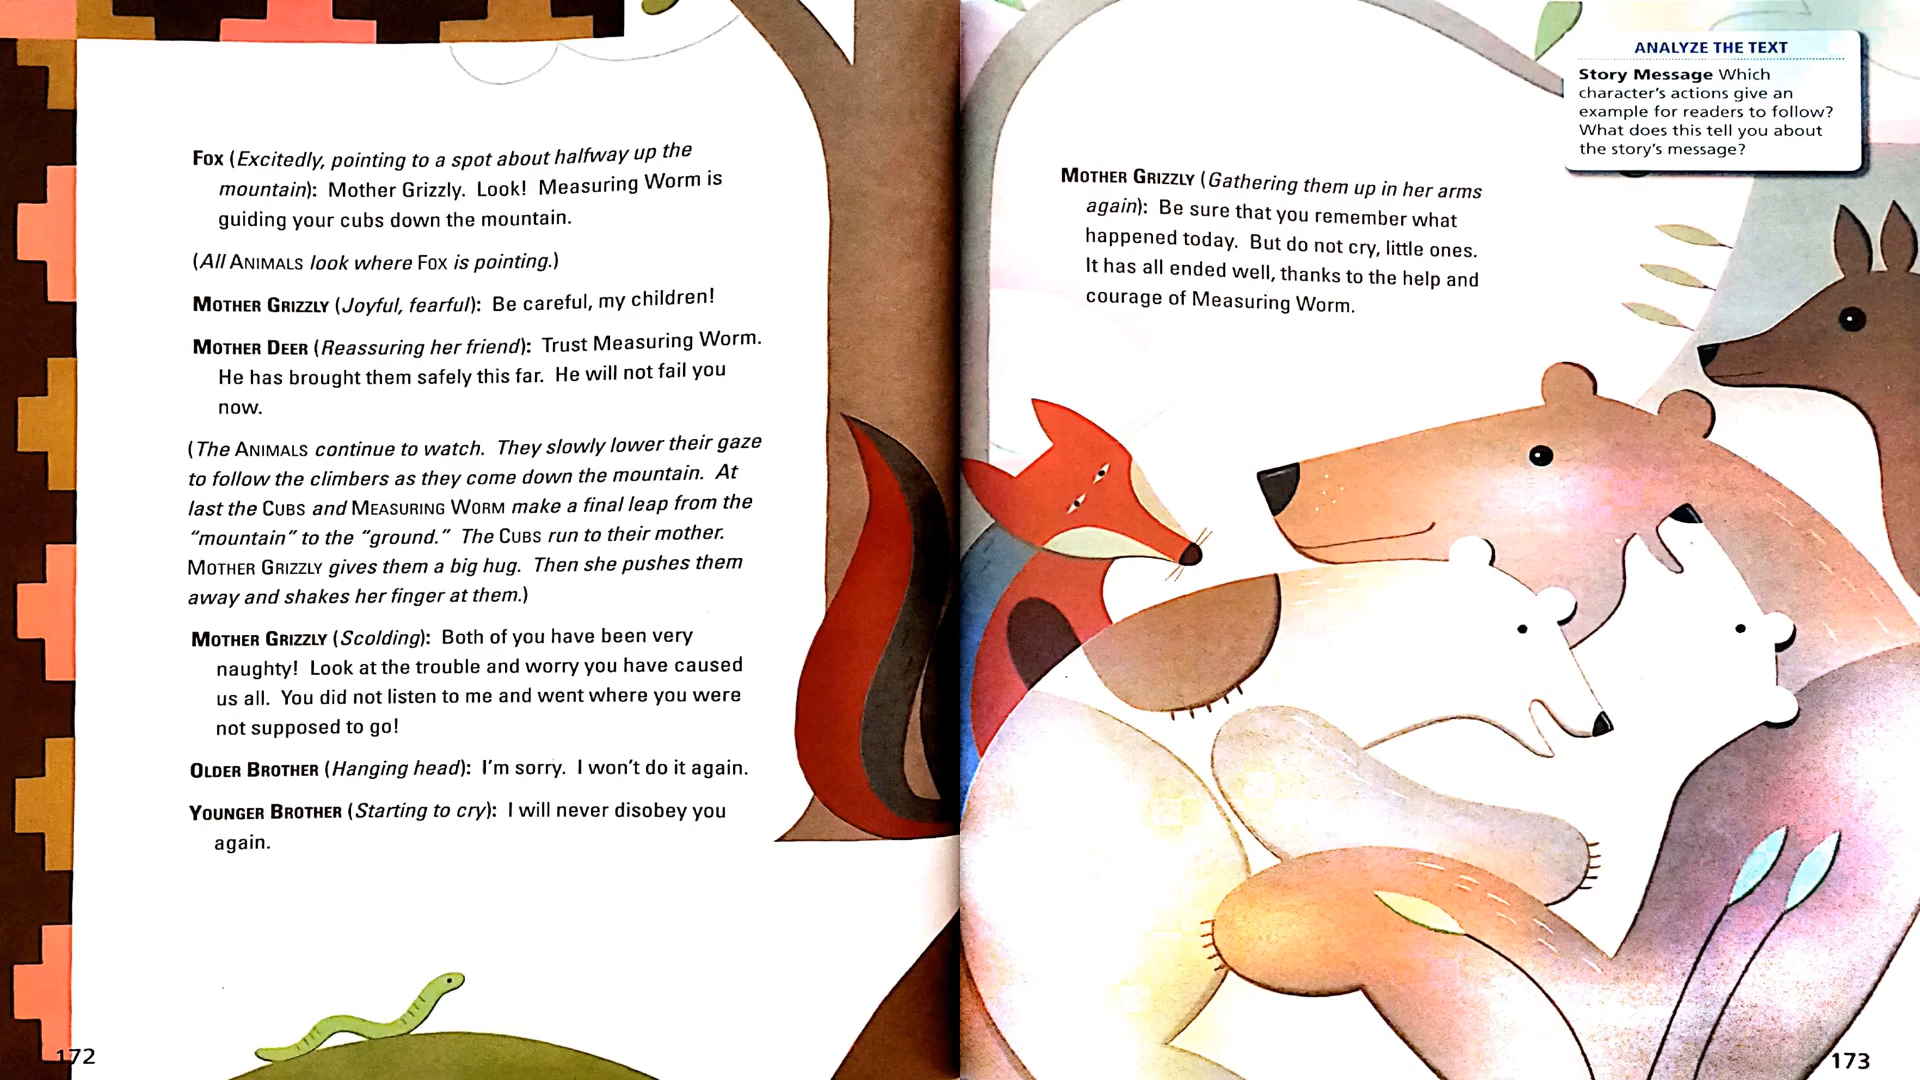 FOX (Excitedly, pointing to a spot about halfway up the
mountain): Mother Grizzly. Look! Measuring Worm is
guiding your cubs down the mountain.
(All ANIMALS look where FOX is pointing.)
MOTHER GRIZZLY (Joyful, fearful): Be careful, my children!
MOTHER DEER (Reassuring her friend): Trust Measuring Worm.
He has brought them safely this far. He will not fail you
now.
(The ANIMALS continue to watch. They slowly lower their gaze
to follow the climbers as they come down the mountain. At
last the CUBS and MEASURING WORM make a final leap from the
“mountain” to the “ground.” The CUBS run to their mother.
MOTHER GRIZZLY gives them a big hug. Then she pushes them
away and shakes her finger at them.)
MOTHER GRIZZLY (Scolding): Both of you have been very
naughty! Look at the trouble and worry you have caused
us all. You did not listen to me and went where you were
not supposed to go!
OLDER BROTHER (Hanging head): I'm sorry. I won't do it again.
YOUNGER BROTHER (Starting to cry): I will never disobey you
again.
172
ANALYZE THE TEXT
Story Message Which
character's actions give an
example for readers to follow?
What does this tell you about
the story's message?
MOTHER GRIZZLY (Gathering them up in her arms
again): Be sure that you remember what
happened today. But do not cry, little ones.
It has all ended well, thanks to the help and
courage of Measuring Worm.
173